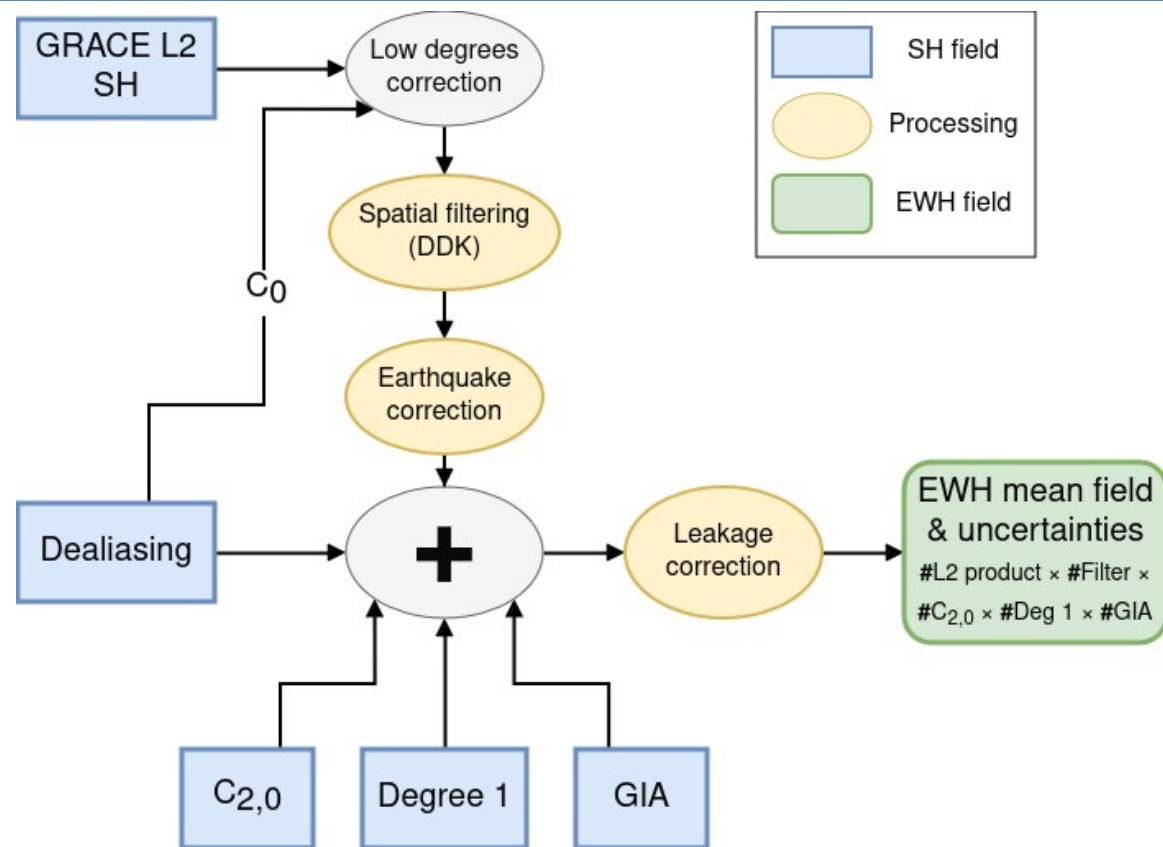 GRACE L2
SH
Low degrees
correction
SH field
Processing
EWH field
Spatial filtering
(DDK)
C0
Earthquake
correction
Dealiasing
+
Leakage
correction
EWH mean field
& uncertainties
#L2 product × #Filter ×
#C2,0 × #Deg 1 × #GIA
C2,0
Degree 1
GIA